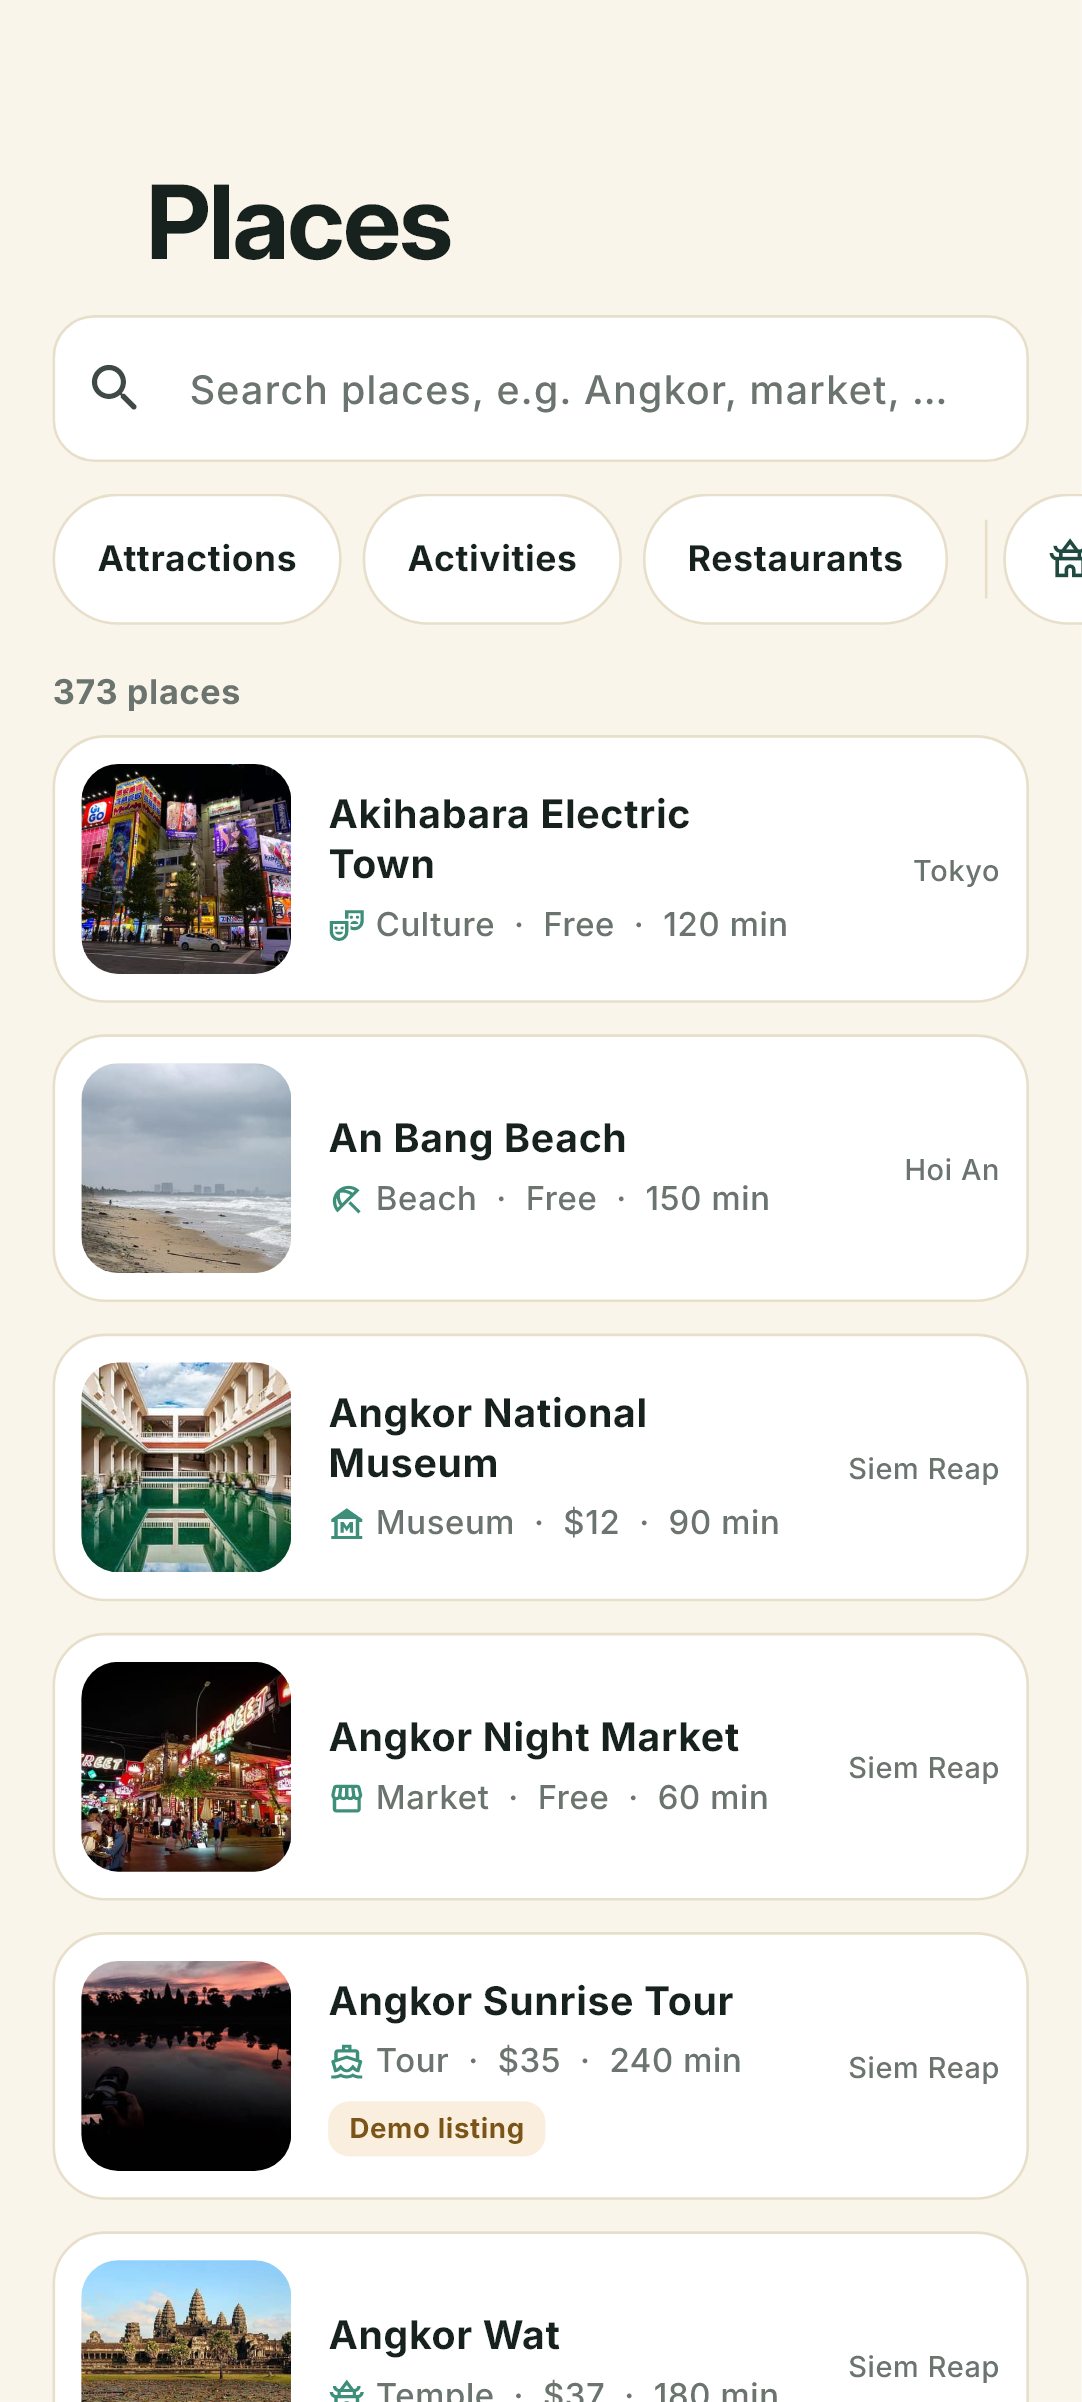 Places
Search places, e.g. Angkor, market, ...
Attractions
Activities
Restaurants
373 places
GiGO
Akihabara Electric
Town
Tokyo
Culture · Free · 120 min
An Bang Beach
Hoi An
Beach · Free · 150 min
Angkor National
Museum
Siem Reap
Museum · $12 · 90 min
STREET
REET
Angkor Night Market
Siem Reap
Market · Free · 60 min
Angkor Sunrise Tour
Tour · $35 · 240 min
Siem Reap
Demo listing
Angkor Wat
Siem Reap
Temple · $37 · 180 min